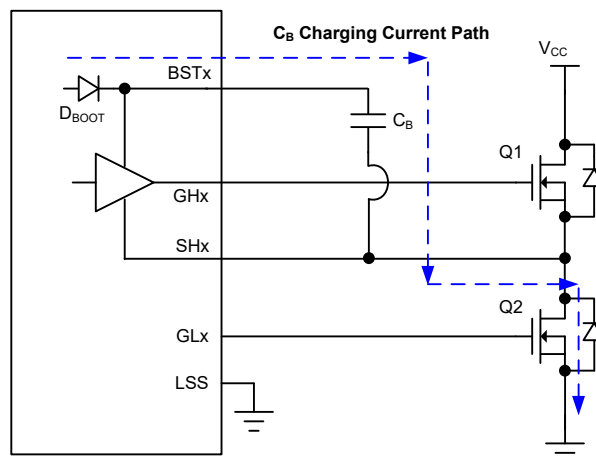 C_B Charging Current Path
V_CC
BSTx
D_BOOT
C_B
Q1
GHx
SHx
Q2
GLx
LSS